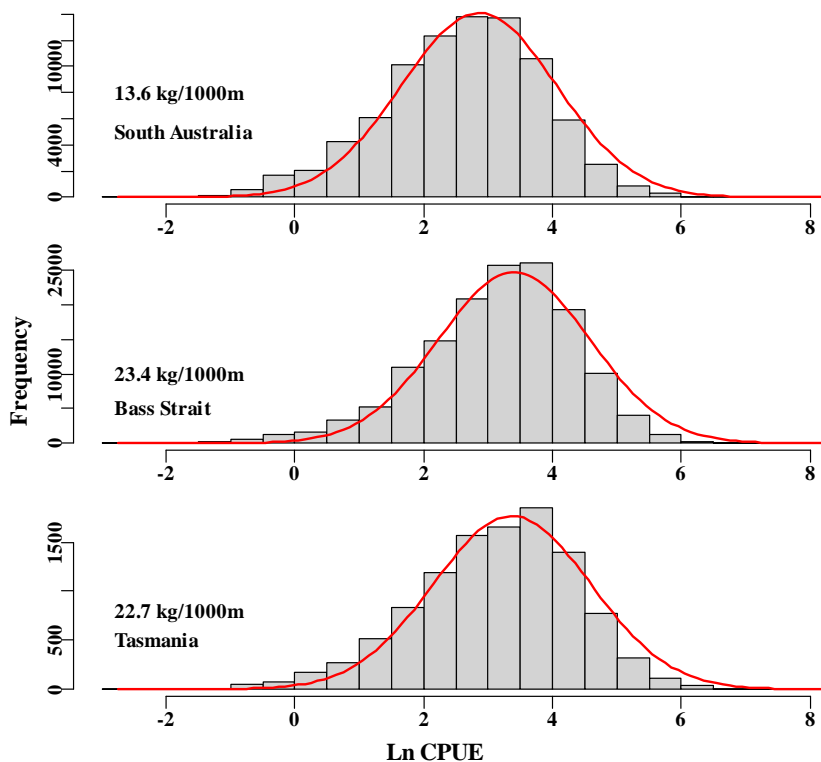 10000
4000
0
13.6 kg/1000m
South Australia
-2 0 2 4 6 8
25000
10000
0
23.4 kg/1000m
Bass Strait
-2 0 2 4 6 8
1500
500
0
22.7 kg/1000m
Tasmania
-2 0 2 4 6 8
Frequency
Ln CPUE